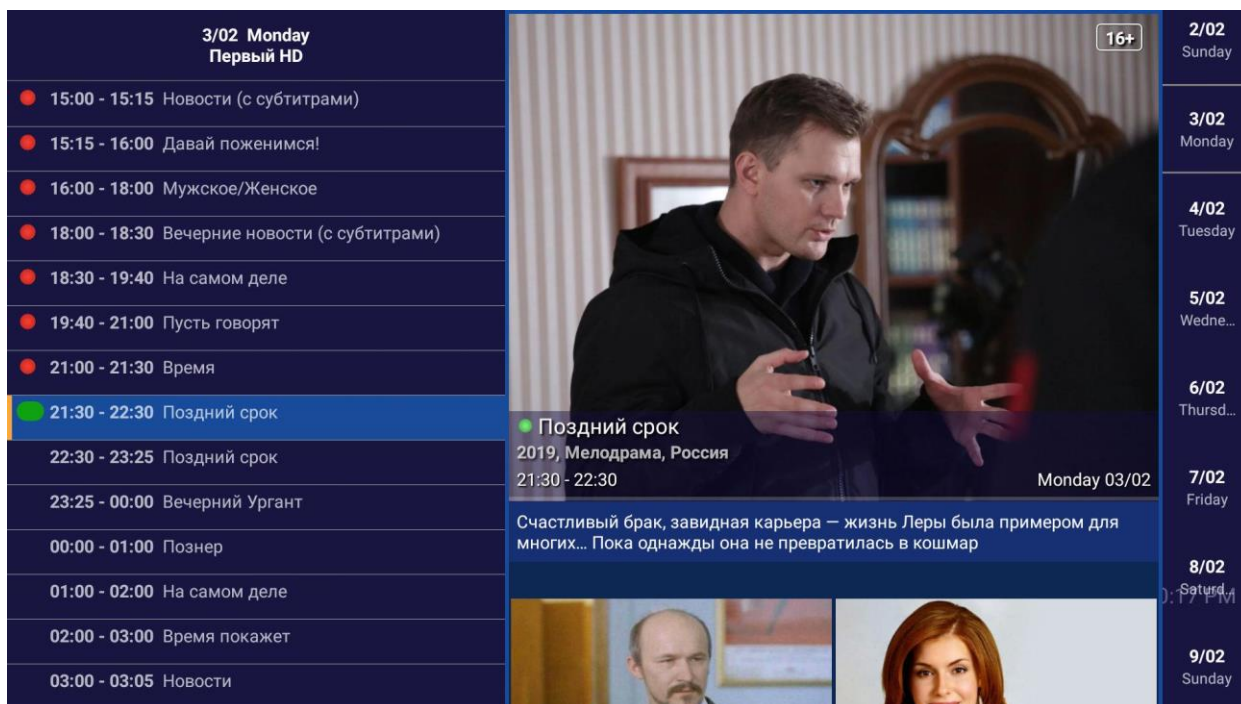 3/02 Monday
Первый HD
15:00 - 15:15 Новости (с субтитрами)
15:15 - 16:00 Давай поженимся!
16:00 - 18:00 Мужское/Женское
18:00 - 18:30 Вечерние новости (с субтитрами)
18:30 - 19:40 На самом деле
19:40 - 21:00 Пусть говорят
21:00 - 21:30 Время
21:30 - 22:30 Поздний срок
22:30 - 23:25 Поздний срок
23:25 - 00:00 Вечерний Ургант
00:00 - 01:00 Познер
01:00 - 02:00 На самом деле
02:00 - 03:00 Время покажет
03:00 - 03:05 Новости
16+
Поздний срок
2019, Мелодрама, Россия
21:30 - 22:30 Monday 03/02
Счастливый брак, завидная карьера — жизнь Леры была примером для
многих... Пока однажды она не превратилась в кошмар
2/02
Sunday
3/02
Monday
4/02
Tuesday
5/02
Wedne...
6/02
Thursd...
7/02
Friday
8/02
Saturd...
9/02
Sunday